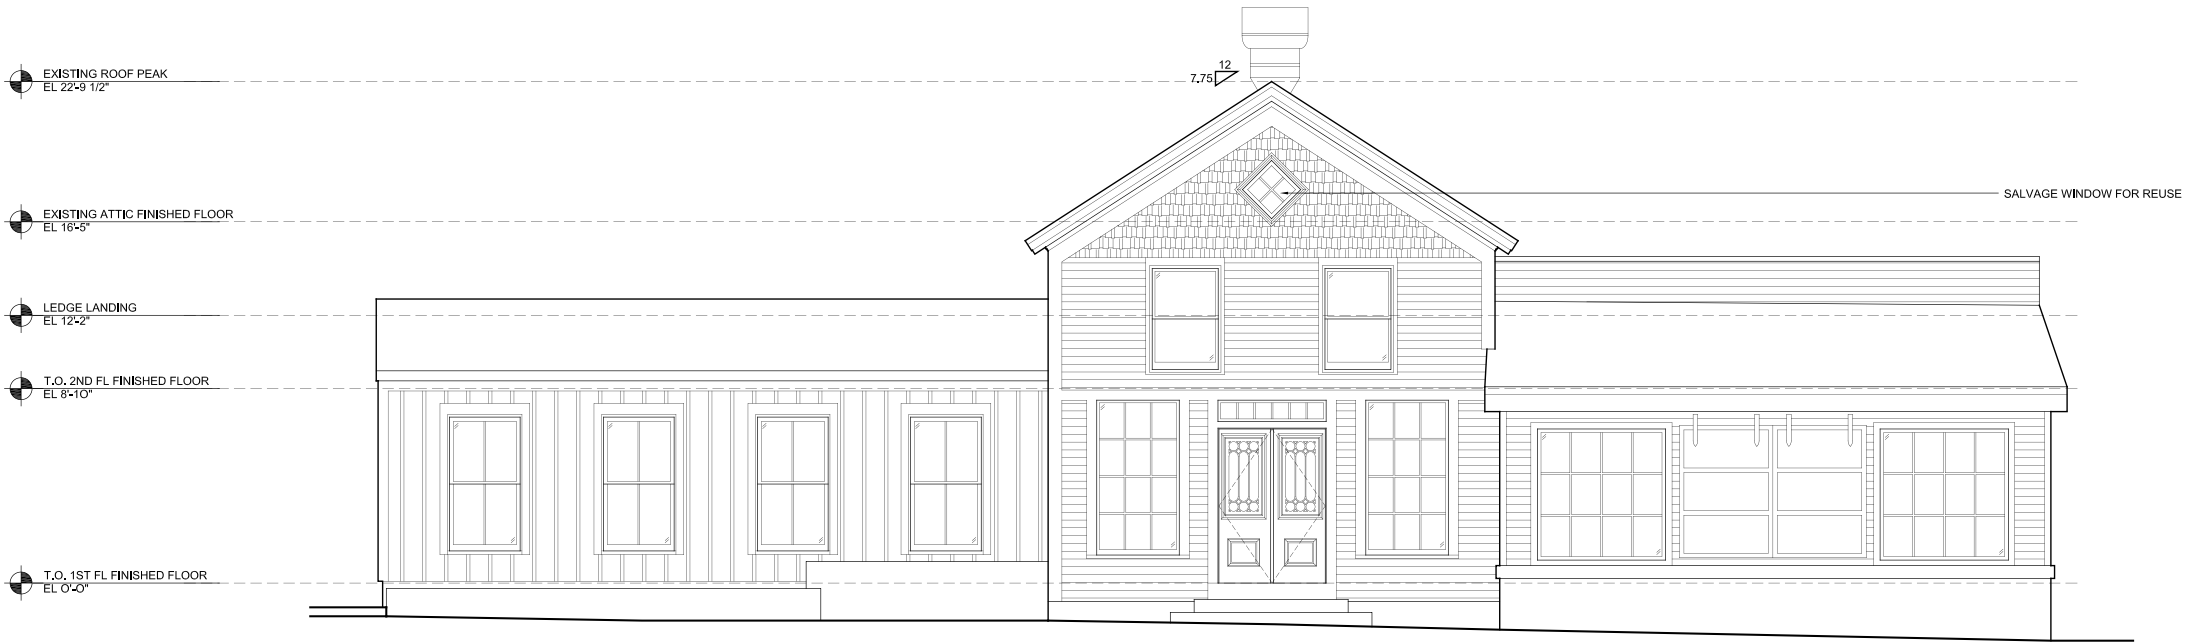 12
7.75
EXISTING ROOF PEAK
EL 22'-9 1/2"
SALVAGE WINDOW FOR REUSE
EXISTING ATTIC FINISHED FLOOR
EL 16'-5"
LEDGE LANDING
EL 12'-2"
T.O. 2ND FL FINISHED FLOOR
EL 8'-10"
T.O. 1ST FL FINISHED FLOOR
EL 0'-0"